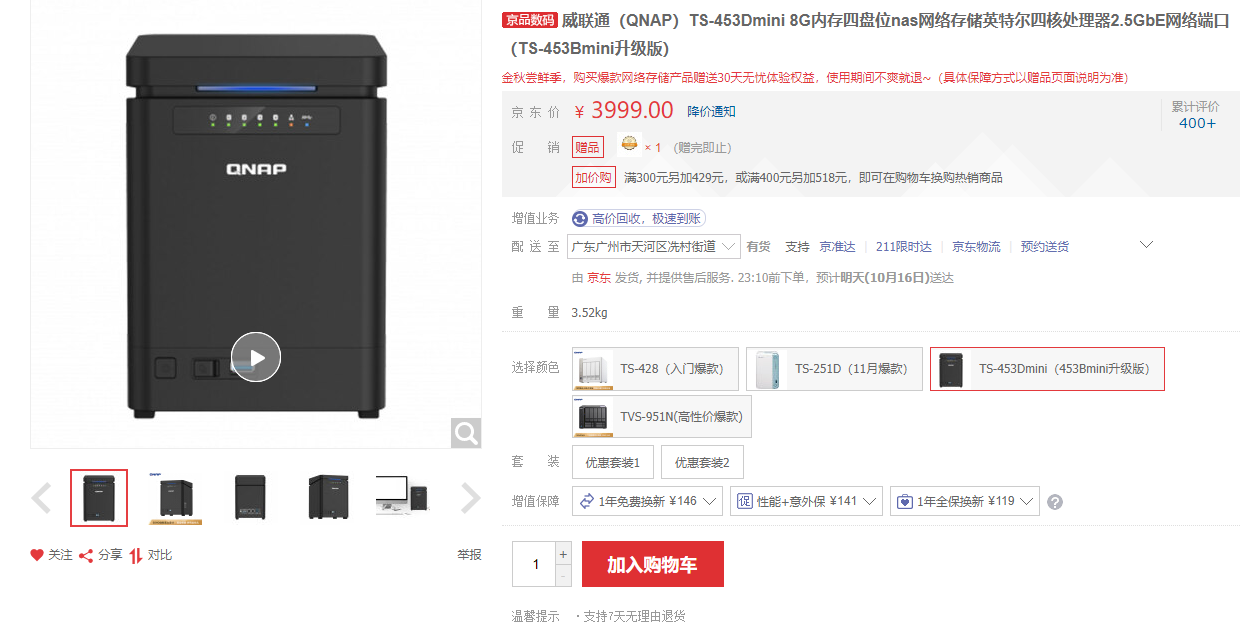 京品数码 威联通（QNAP）TS-453Dmini 8G内存四盘位nas网络存储英特尔四核处理器2.5GbE网络端口
（TS-453Bmini升级版）
金秋尝鲜季，购买爆款网络存储产品赠送30天无忧体验权益，使用期间不爽就退~（具体保障方式以赠品页面说明为准）
京东价 ¥ 3999.00 降价通知
累计评价
400+
促销 赠品 × 1 （赠完即止）
加价购 满300元另加429元，或满400元另加518元，即可在购物车换购热销商品
增值业务 高价回收，极速到账
配送至 广东广州市天河区冼村街道 有货 支持 京准达 211限时达 京东物流 预约送货
由 京东 发货, 并提供售后服务. 23:10前下单，预计明天(10月16日)送达
重量 3.52kg
选择颜色 TS-428（入门爆款） TS-251D（11月爆款） TS-453Dmini（453Bmini升级版）
TVS-951N(高性价爆款)
套装 优惠套装1 优惠套装2
增值保障 1年免费换新 ¥146 促 性能+意外保 ¥141 1年全保换新 ¥119 ?
1 + -
加入购物车
温馨提示 ·支持7天无理由退货
QNAP
关注 分享 对比 举报